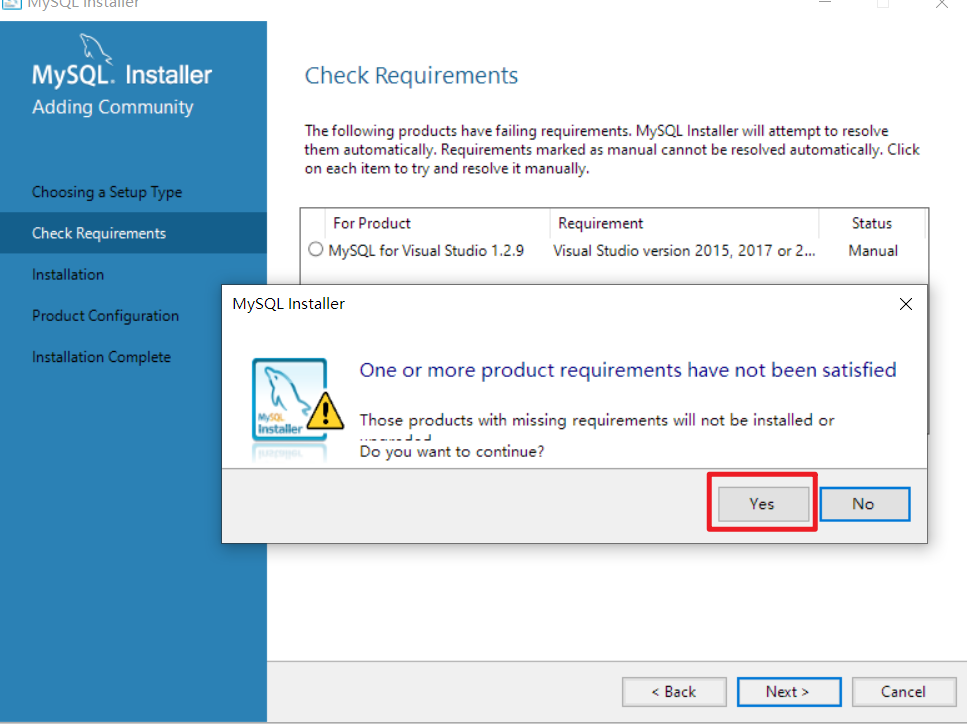 MySQL Installer
MySQL. Installer
Adding Community
Choosing a Setup Type
Check Requirements
Installation
Product Configuration
Installation Complete
Check Requirements
The following products have failing requirements. MySQL Installer will attempt to resolve
them automatically. Requirements marked as manual cannot be resolved automatically. Click
on each item to try and resolve it manually.
For Product Requirement Status
MySQL for Visual Studio 1.2.9 Visual Studio version 2015, 2017 or 2... Manual
MySQL Installer
MySQL
Installer
One or more product requirements have not been satisfied
Those products with missing requirements will not be installed or
Do you want to continue?
Yes No
< Back Next > Cancel